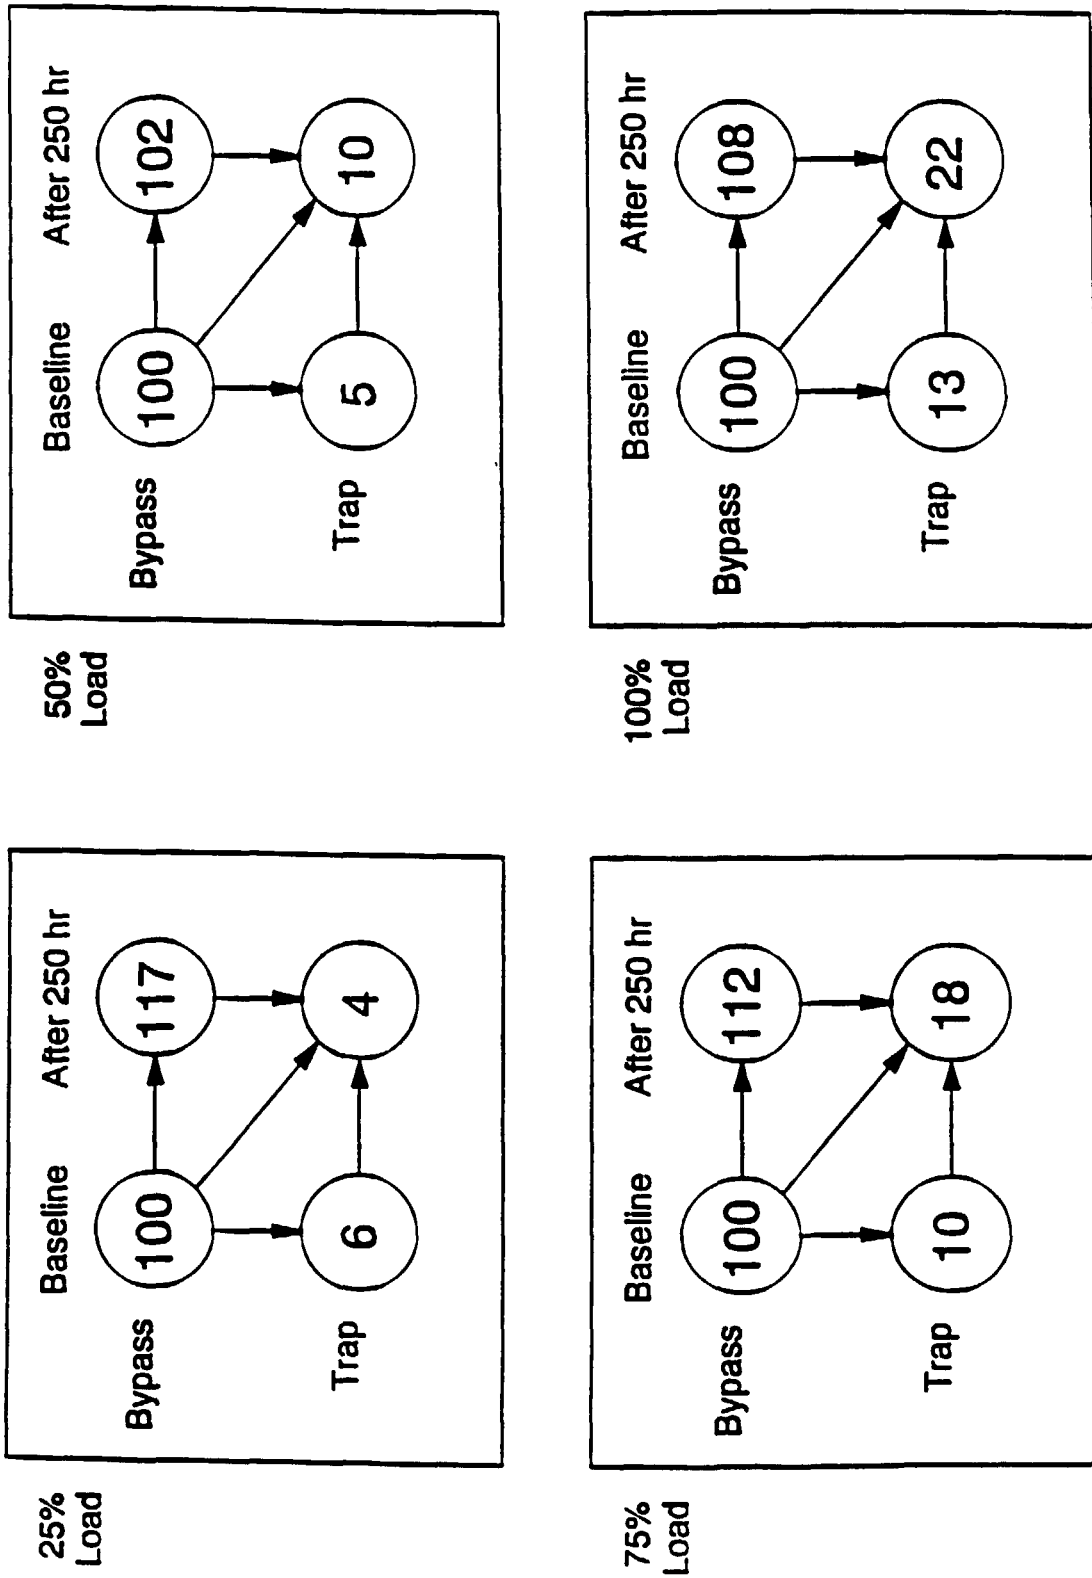 25%
Load
Baseline After 250 hr
Bypass 100 117
Trap 6 4
50%
Load
Baseline After 250 hr
Bypass 100 102
Trap 5 10
75%
Load
Baseline After 250 hr
Bypass 100 112
Trap 10 18
100%
Load
Baseline After 250 hr
Bypass 100 108
Trap 13 22